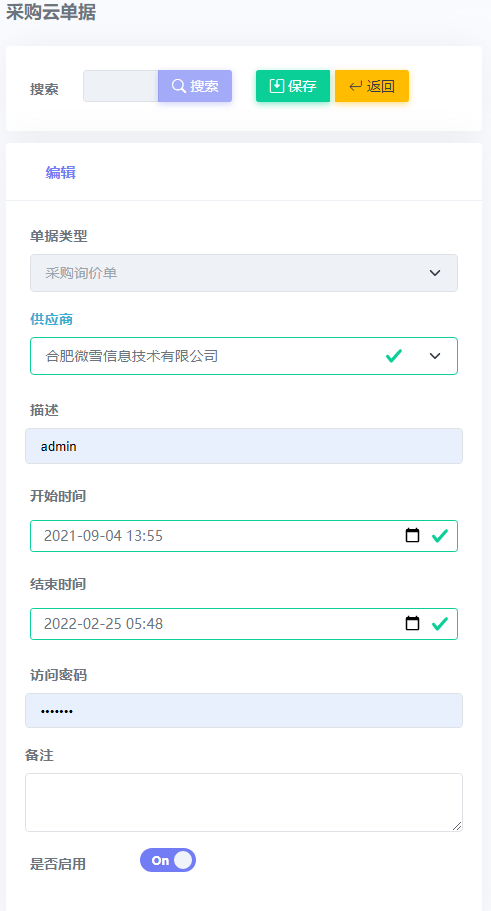 采购云单据
搜索 搜索 保存 返回
编辑
单据类型
采购询价单
供应商
合肥微雪信息技术有限公司
描述
admin
开始时间
2021-09-04 13:55
结束时间
2022-02-25 05:48
访问密码
•••••••
备注
是否启用 On